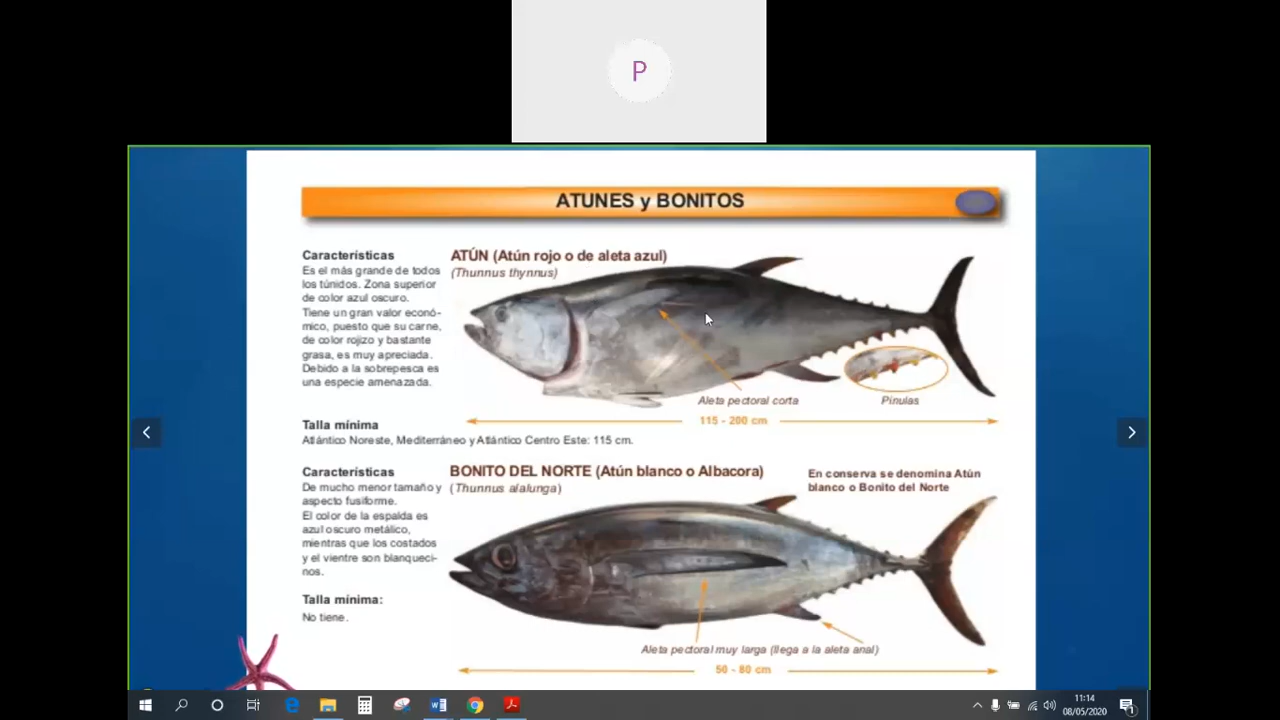 P
ATUNES y BONITOS
Características
Es el más grande de todos
los túnidos. Zona superior
de color azul oscuro.
Tiene un gran valor econó-
mico, puesto que su carne,
de color rojizo y bastante
grasa, es muy apreciada.
Debido a la sobrepesca es
una especie amenazada.
ATÚN (Atún rojo o de aleta azul)
(Thunnus thynnus)
Aleta pectoral corta
Pínulas
115 - 200 cm
Talla mínima
Atlántico Noreste, Mediterráneo y Atlántico Centro Este: 115 cm.
Características
De mucho menor tamaño y
aspecto fusiforme.
El color de la espalda es
azul oscuro metálico,
mientras que los costados
y el vientre son blanqueci-
nos.
Talla mínima:
No tiene.
BONITO DEL NORTE (Atún blanco o Albacora)
(Thunnus alalunga)
En conserva se denomina Atún
blanco o Bonito del Norte
Aleta pectoral muy larga (llega a la aleta anal)
50 - 80 cm
11:14
08/05/2020